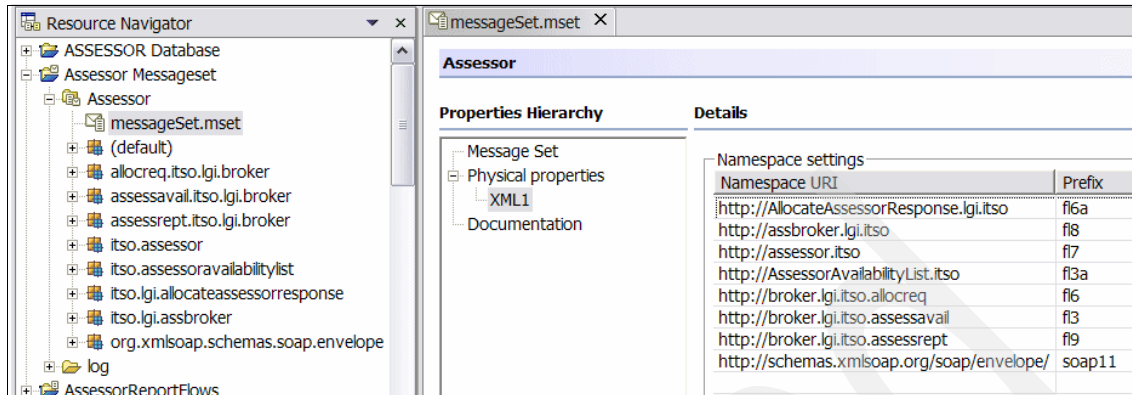 Resource Navigator
ASSESSOR Database
Assessor Messageset
Assessor
messageSet.mset
(default)
allocreq.itso.lgi.broker
assessavail.itso.lgi.broker
assessrept.itso.lgi.broker
itso.assessor
itso.assessoravailabilitylist
itso.lgi.allocateassessorresponse
itso.lgi.assbroker
org.xmlsoap.schemas.soap.envelope
log
AssessorReportFlows
messageSet.mset
Assessor
Properties Hierarchy
Message Set
Physical properties
XML1
Documentation
Details
Namespace settings
Namespace URI Prefix
http://AllocateAssessorResponse.lgi.itso fl6a
http://assbroker.lgi.itso fl8
http://assessor.itso fl7
http://AssessorAvailabilityList.itso fl3a
http://broker.lgi.itso.allocreq fl6
http://broker.lgi.itso.assessavail fl3
http://broker.lgi.itso.assessrept fl9
http://schemas.xmlsoap.org/soap/envelope/ soap11